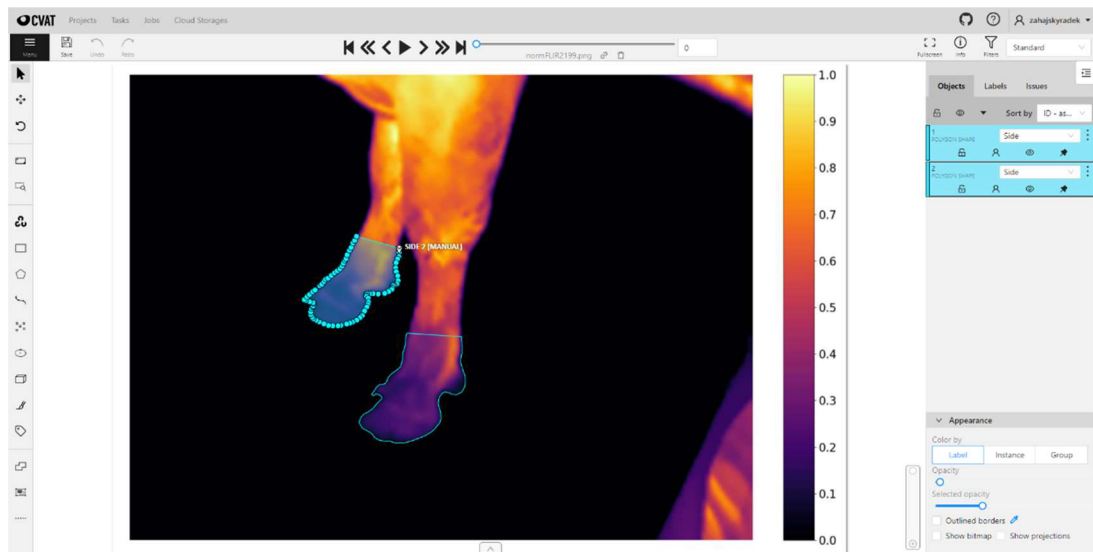 CVAT Projects Tasks Jobs Cloud Storages zahajskyradek
Menu Save Undo Redo normFLIR2199.png 0 Fullscreen Info Filters Standard
Objects Labels Issues
Sort by ID - as...
1 Side
POLYGON SHAPE
2 Side
POLYGON SHAPE
SIDE 2 (MANUAL)
1.0
0.9
0.8
0.7
0.6
0.5
0.4
0.3
0.2
0.1
0.0
Appearance
Color by
Label Instance Group
Opacity
Selected opacity
Outlined borders
Show bitmap Show projections